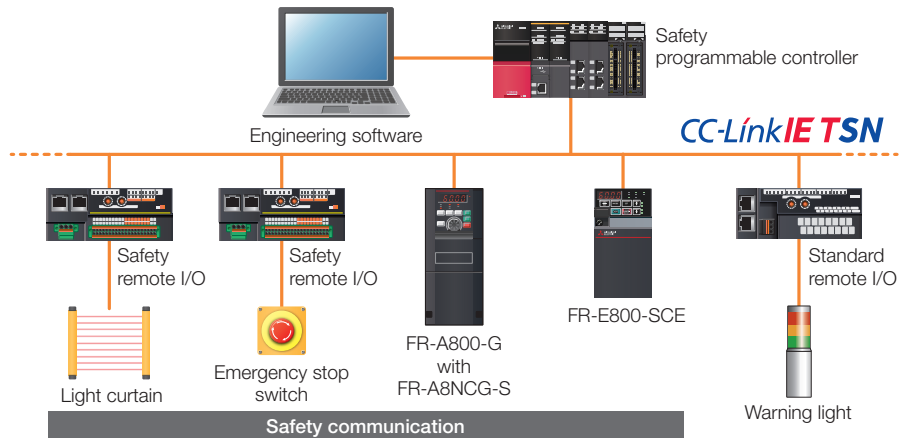 Safety
programmable controller
Engineering software
CC-Link IE TSN
Safety
remote I/O
Safety
remote I/O
Standard
remote I/O
FR-E800-SCE
FR-A800-G
with
FR-A8NCG-S
Light curtain
Emergency stop
switch
Warning light
Safety communication